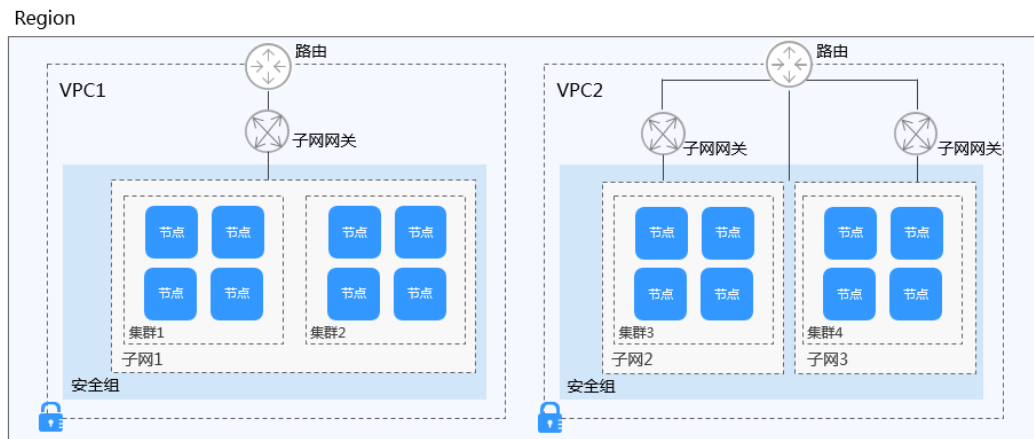 Region
路由
路由
VPC1
VPC2
子网网关
子网网关
子网网关
节点 节点 节点 节点
节点 节点 节点 节点
节点 节点 节点 节点
节点 节点 节点 节点
集群1
集群2
集群3
集群4
子网1
子网2
子网3
安全组
安全组